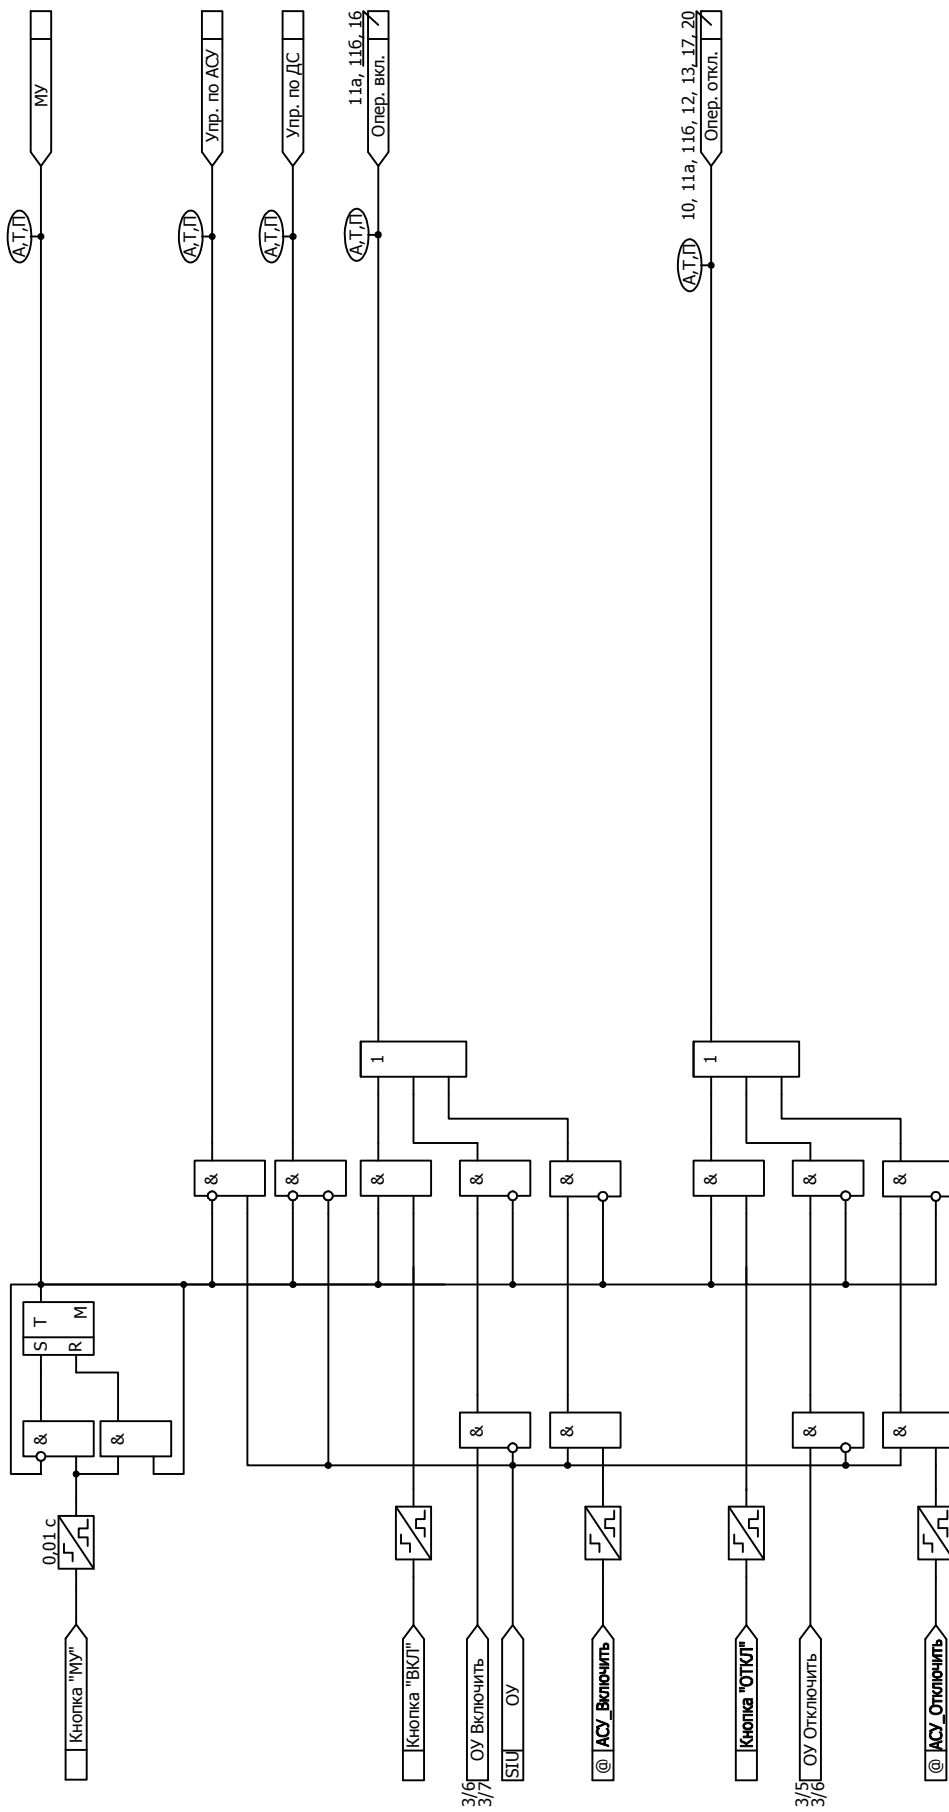 МУ
Упр. по АСУ
Упр. по ДС
11а, 11б, 16
Опер. вкл.
10, 11а, 11б, 12, 13, 17, 20
Опер. откл.
А,Т,П
А,Т,П
А,Т,П
А,Т,П
А,Т,П
1
1
&
&
&
&
&
&
&
&
S T
R M
&
&
&
&
&
&
0,01 с
Кнопка "МУ"
Кнопка "ВКЛ"
3/6
3/7
ОУ Включить
SIU ОУ
@ АСУ_Включить
Кнопка "ОТКЛ"
3/5
3/6
ОУ Отключить
@ АСУ_Отключить